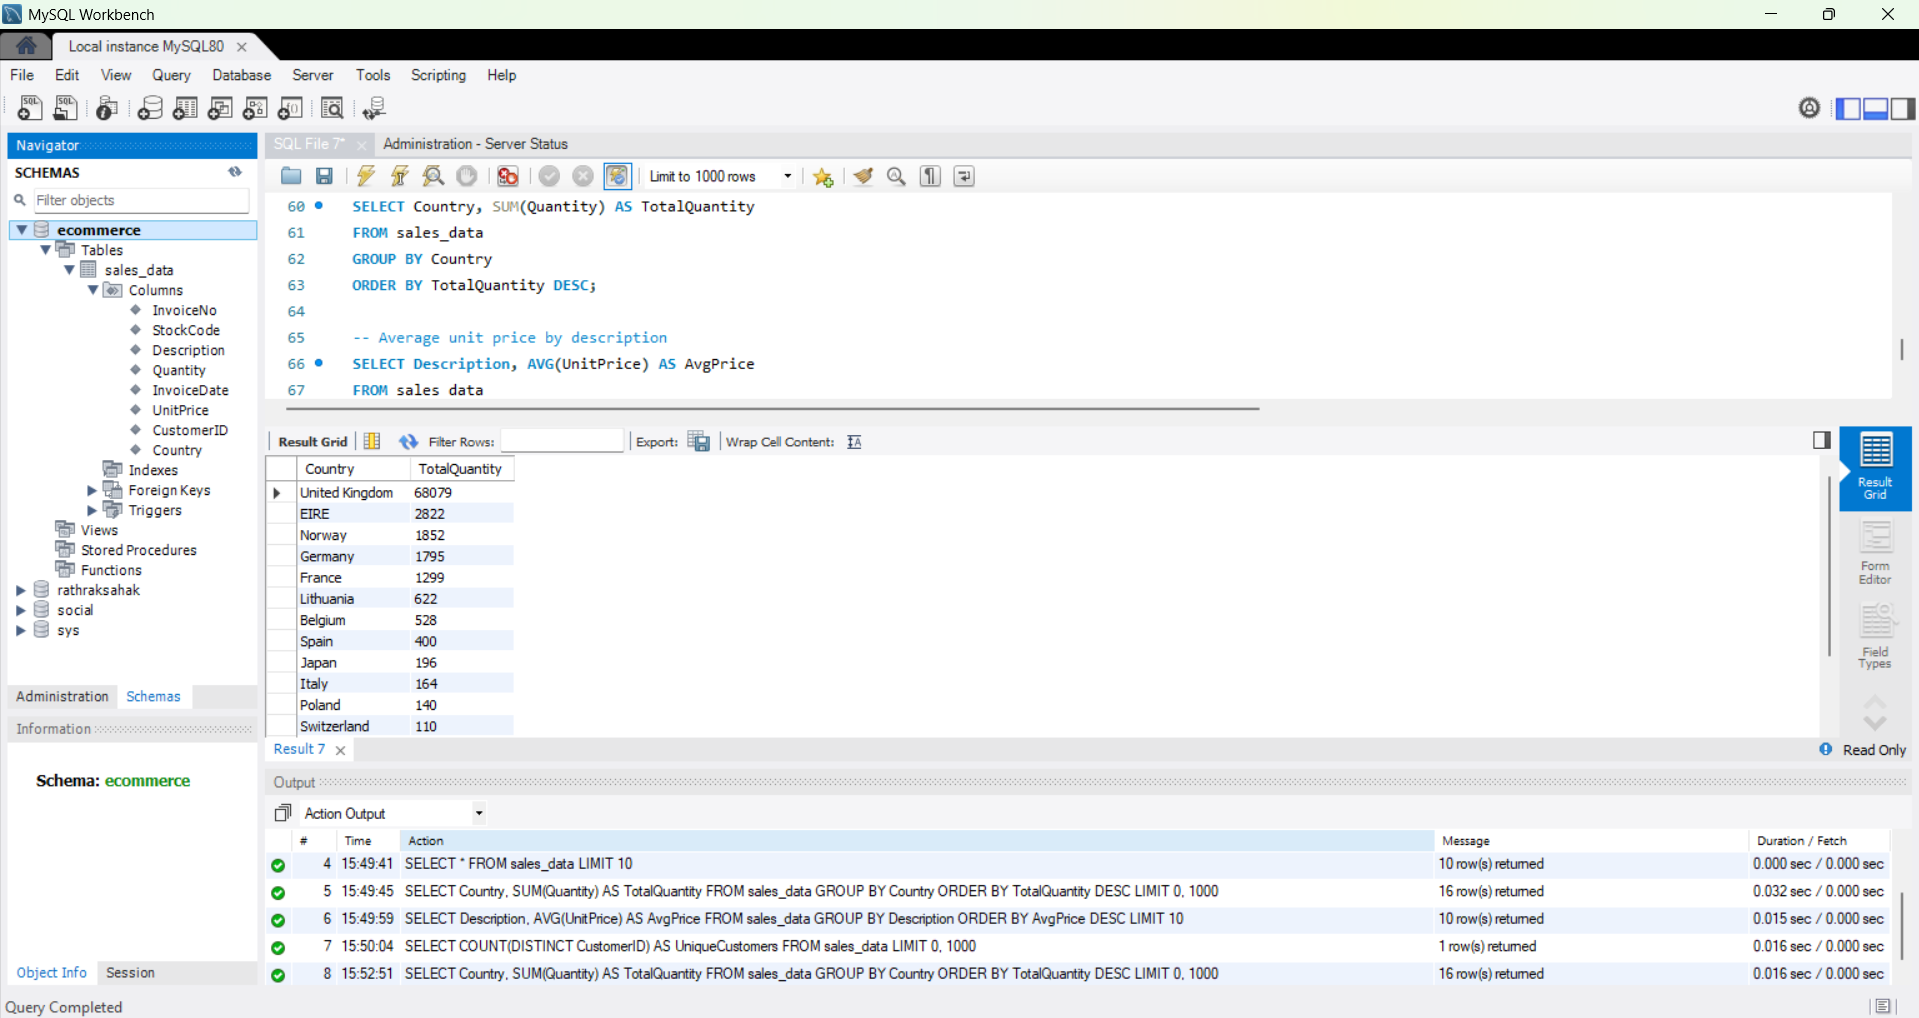 MySQL Workbench
Local instance MySQL80
File Edit View Query Database Server Tools Scripting Help
Navigator
SCHEMAS
Filter objects
ecommerce
Tables
sales_data
Columns
InvoiceNo
StockCode
Description
Quantity
InvoiceDate
UnitPrice
CustomerID
Country
Indexes
Foreign Keys
Triggers
Views
Stored Procedures
Functions
rathraksahak
social
sys
Administration Schemas
Information
Schema: ecommerce
Object Info Session
SQL File 7* Administration - Server Status
Limit to 1000 rows
60 SELECT Country, SUM(Quantity) AS TotalQuantity
61 FROM sales_data
62 GROUP BY Country
63 ORDER BY TotalQuantity DESC;
64
65 -- Average unit price by description
66 SELECT Description, AVG(UnitPrice) AS AvgPrice
67 FROM sales data
Result Grid Filter Rows: Export: Wrap Cell Content:
Country TotalQuantity
United Kingdom 68079
EIRE 2822
Norway 1852
Germany 1795
France 1299
Lithuania 622
Belgium 528
Spain 400
Japan 196
Italy 164
Poland 140
Switzerland 110
Result
Grid
Form
Editor
Field
Types
Result 7 Read Only
Output
Action Output
# Time Action Message Duration / Fetch
4 15:49:41 SELECT * FROM sales_data LIMIT 10 10 row(s) returned 0.000 sec / 0.000 sec
5 15:49:45 SELECT Country, SUM(Quantity) AS TotalQuantity FROM sales_data GROUP BY Country ORDER BY TotalQuantity DESC LIMIT 0, 1000 16 row(s) returned 0.032 sec / 0.000 sec
6 15:49:59 SELECT Description, AVG(UnitPrice) AS AvgPrice FROM sales_data GROUP BY Description ORDER BY AvgPrice DESC LIMIT 10 10 row(s) returned 0.015 sec / 0.000 sec
7 15:50:04 SELECT COUNT(DISTINCT CustomerID) AS UniqueCustomers FROM sales_data LIMIT 0, 1000 1 row(s) returned 0.016 sec / 0.000 sec
8 15:52:51 SELECT Country, SUM(Quantity) AS TotalQuantity FROM sales_data GROUP BY Country ORDER BY TotalQuantity DESC LIMIT 0, 1000 16 row(s) returned 0.016 sec / 0.000 sec
Query Completed